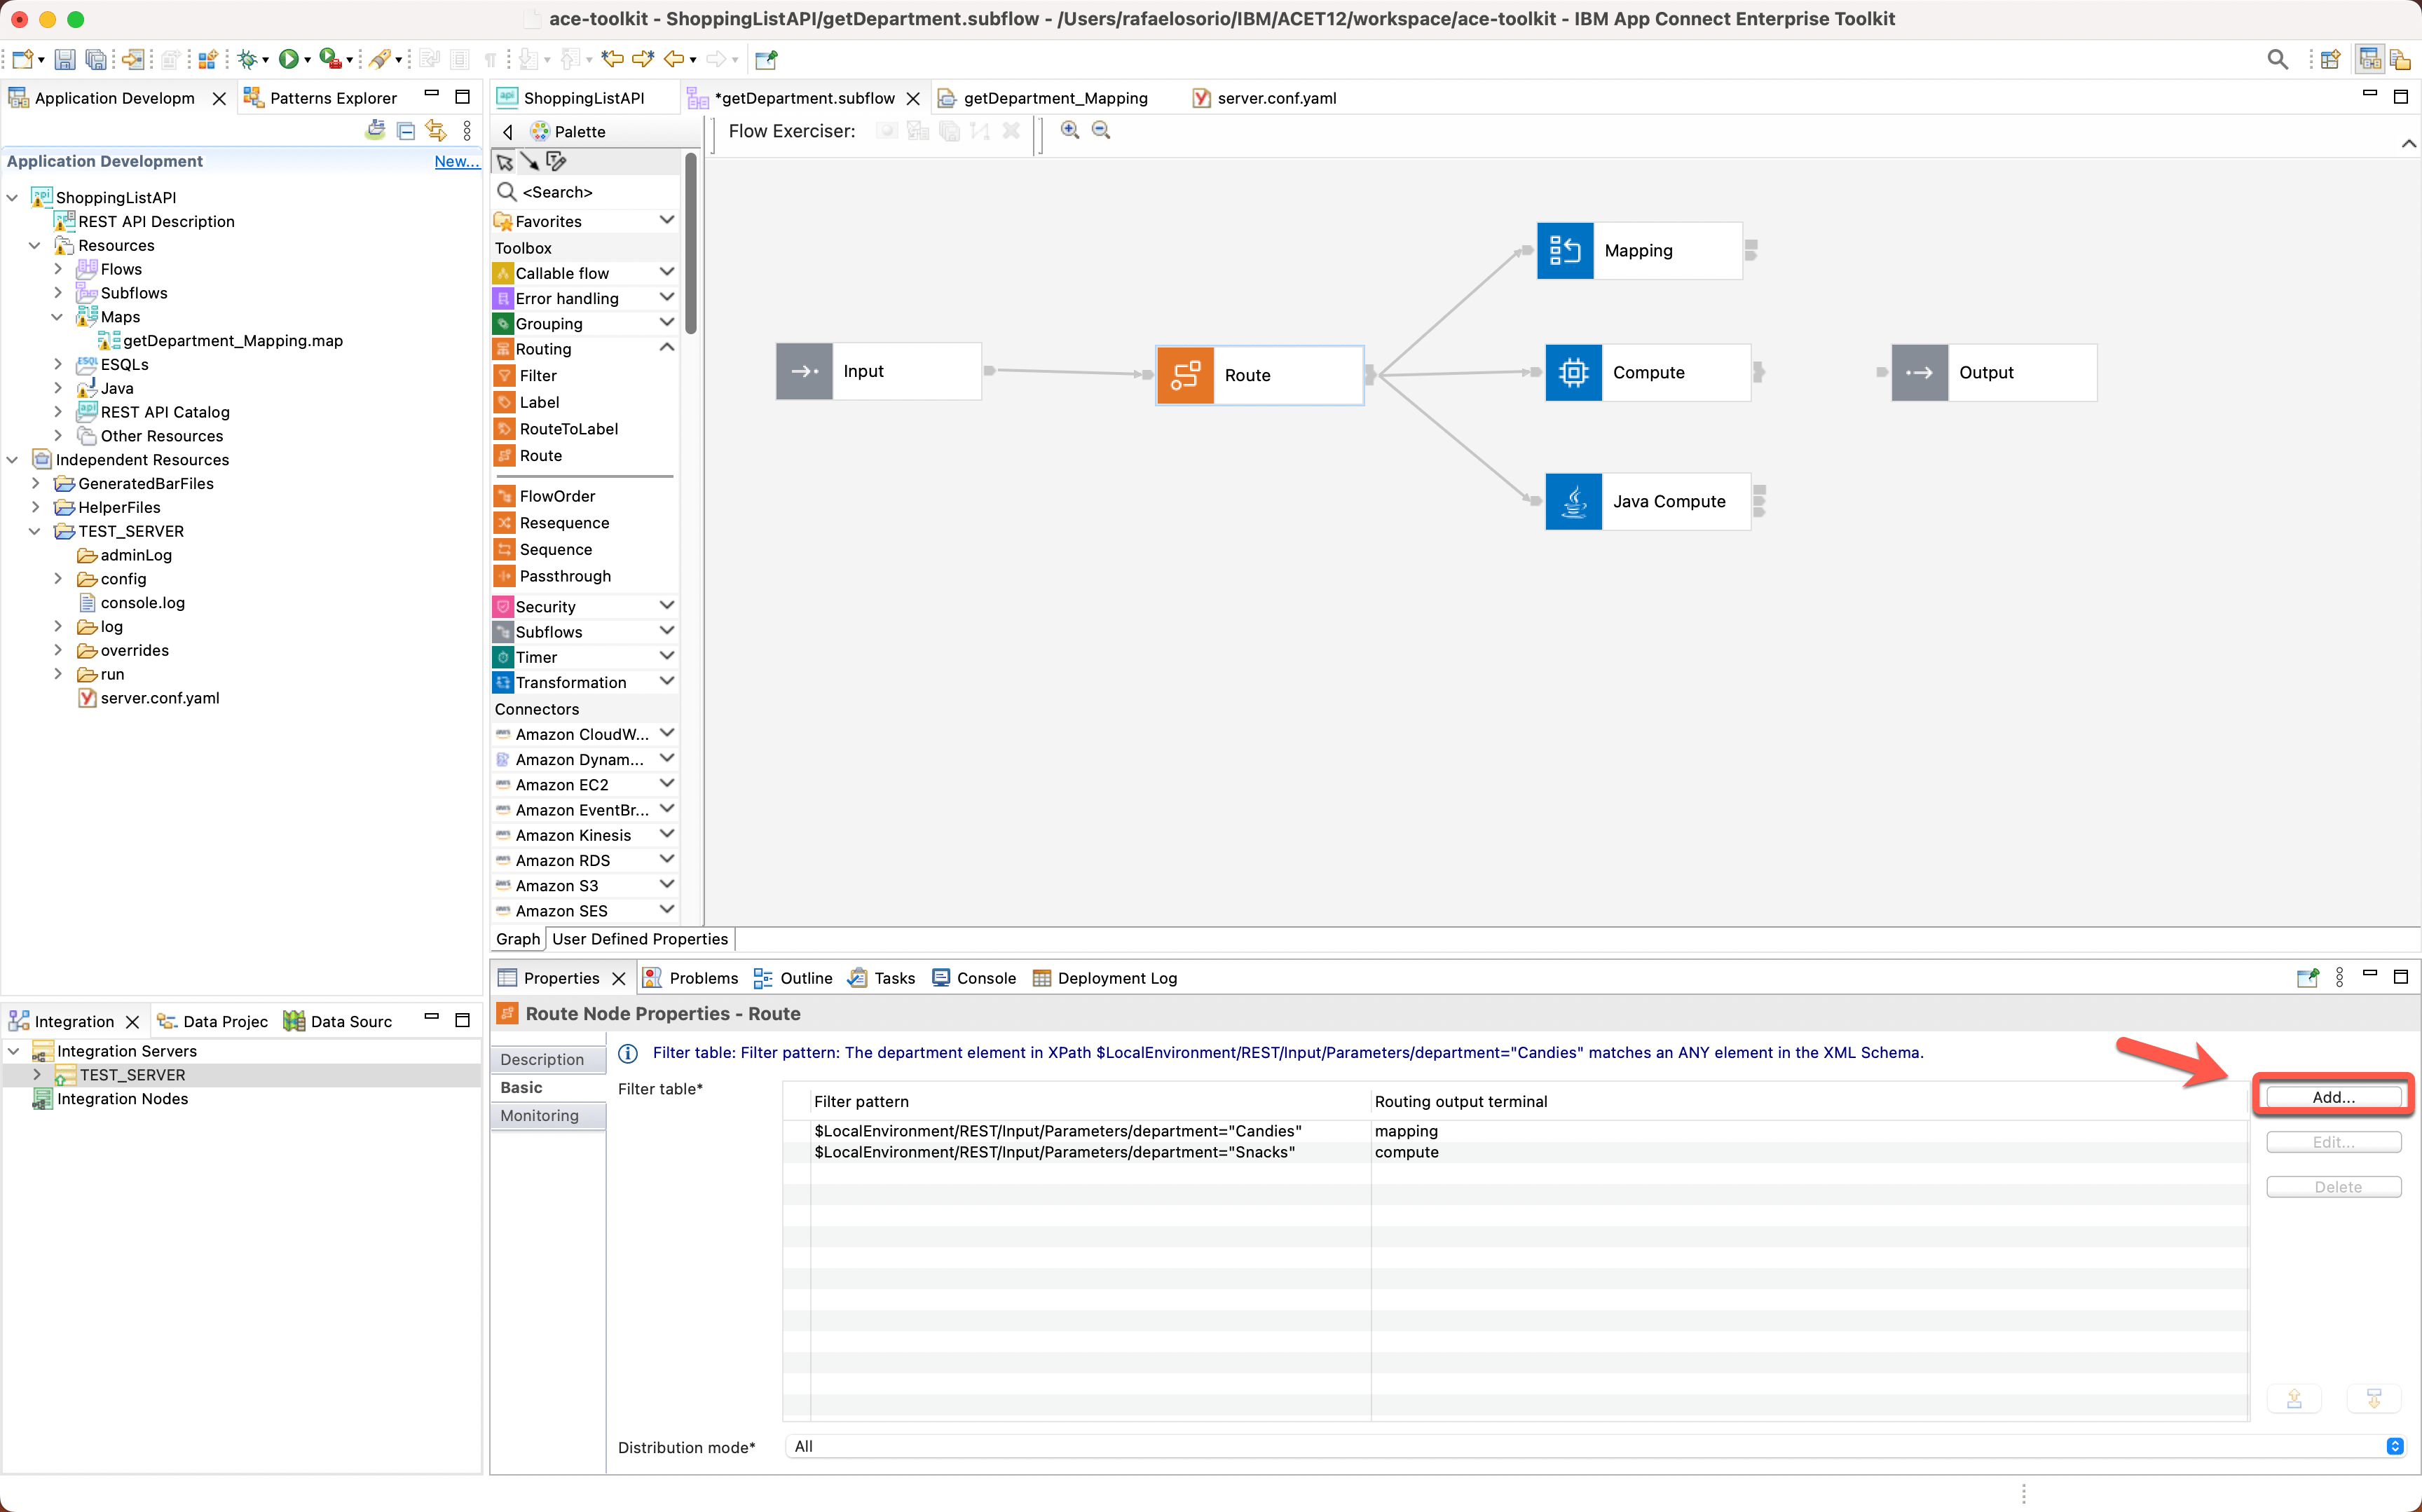 ace-toolkit - ShoppingListAPI/getDepartment.subflow - /Users/rafaelosorio/IBM/ACET12/workspace/ace-toolkit - IBM App Connect Enterprise Toolkit
Application Developm
Patterns Explorer
Application Development
New...
ShoppingListAPI
REST API Description
Resources
Flows
Subflows
Maps
getDepartment_Mapping.map
ESQLs
Java
REST API Catalog
Other Resources
Independent Resources
GeneratedBarFiles
HelperFiles
TEST_SERVER
adminLog
config
console.log
log
overrides
run
server.conf.yaml
Integration
Data Projec
Data Sourc
Integration Servers
TEST_SERVER
Integration Nodes
ShoppingListAPI
*getDepartment.subflow
getDepartment_Mapping
server.conf.yaml
Palette
<Search>
Favorites
Toolbox
Callable flow
Error handling
Grouping
Routing
Filter
Label
RouteToLabel
Route
FlowOrder
Resequence
Sequence
Passthrough
Security
Subflows
Timer
Transformation
Connectors
Amazon CloudW...
Amazon Dynam...
Amazon EC2
Amazon EventBr...
Amazon Kinesis
Amazon RDS
Amazon S3
Amazon SES
Flow Exerciser:
Input
Route
Mapping
Compute
Java Compute
Output
Graph
User Defined Properties
Properties
Problems
Outline
Tasks
Console
Deployment Log
Route Node Properties - Route
Description
Basic
Monitoring
Filter table: Filter pattern: The department element in XPath $LocalEnvironment/REST/Input/Parameters/department="Candies" matches an ANY element in the XML Schema.
Filter table*
Filter pattern
Routing output terminal
$LocalEnvironment/REST/Input/Parameters/department="Candies"
mapping
$LocalEnvironment/REST/Input/Parameters/department="Snacks"
compute
Add...
Edit...
Delete
Distribution mode*
All